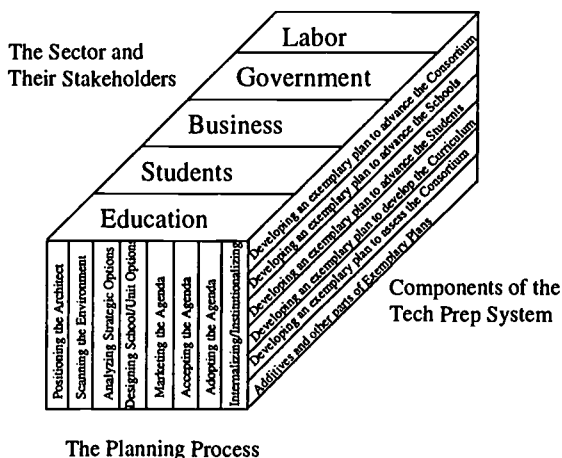 The Sector and
Their Stakeholders
Labor
Government
Business
Students
Education
Developing an exemplary plan to advance the Consortium
Developing an exemplary plan to advance the Schools
Developing an exemplary plan to advance the Students
Developing an exemplary plan to develop the Curriculum
Developing an exemplary plan to assess the Consortium
Additives and other parts of Exemplary Plans
Positioning the Architect
Scanning the Environment
Analyzing Strategic Options
Designing School/Unit Options
Marketing the Agenda
Accepting the Agenda
Adopting the Agenda
Internalizing/Institutionalizing
Components of the
Tech Prep System
The Planning Process